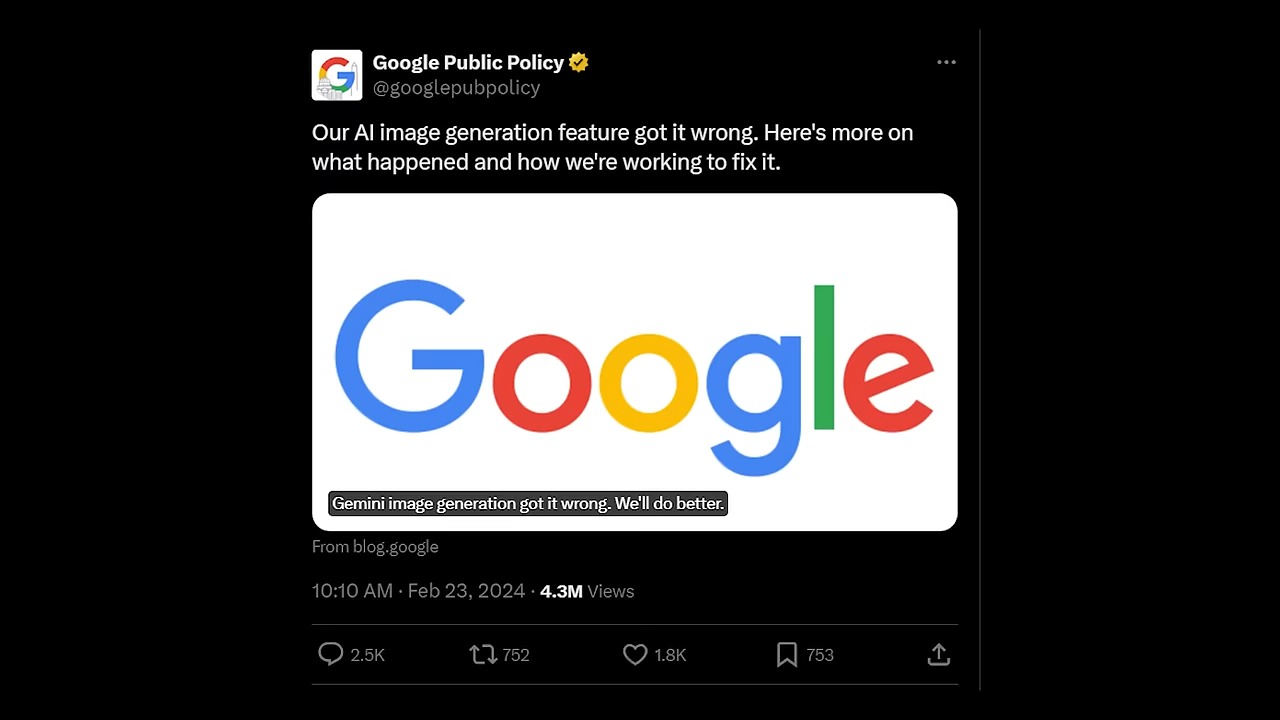 Google Public Policy
@googlepubpolicy
Our AI image generation feature got it wrong. Here's more on
what happened and how we're working to fix it.
Google
Gemini image generation got it wrong. We'll do better.
From blog.google
10:10 AM · Feb 23, 2024 · 4.3M Views
2.5K 752 1.8K 753